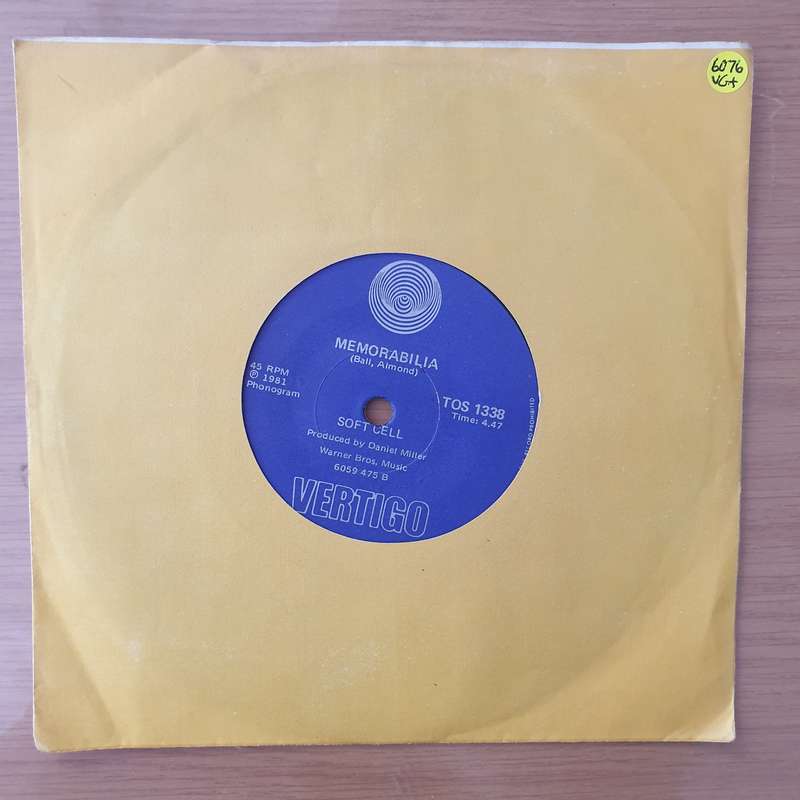 6076
VG+
MEMORABILIA
(Ball, Almond)
45 RPM
℗ 1981
Phonogram
TOS 1338
Time: 4.47
SOFT CELL
Produced by Daniel Miller
Warner Bros, Music
6059 475 B
VERTIGO
PROHIBITED